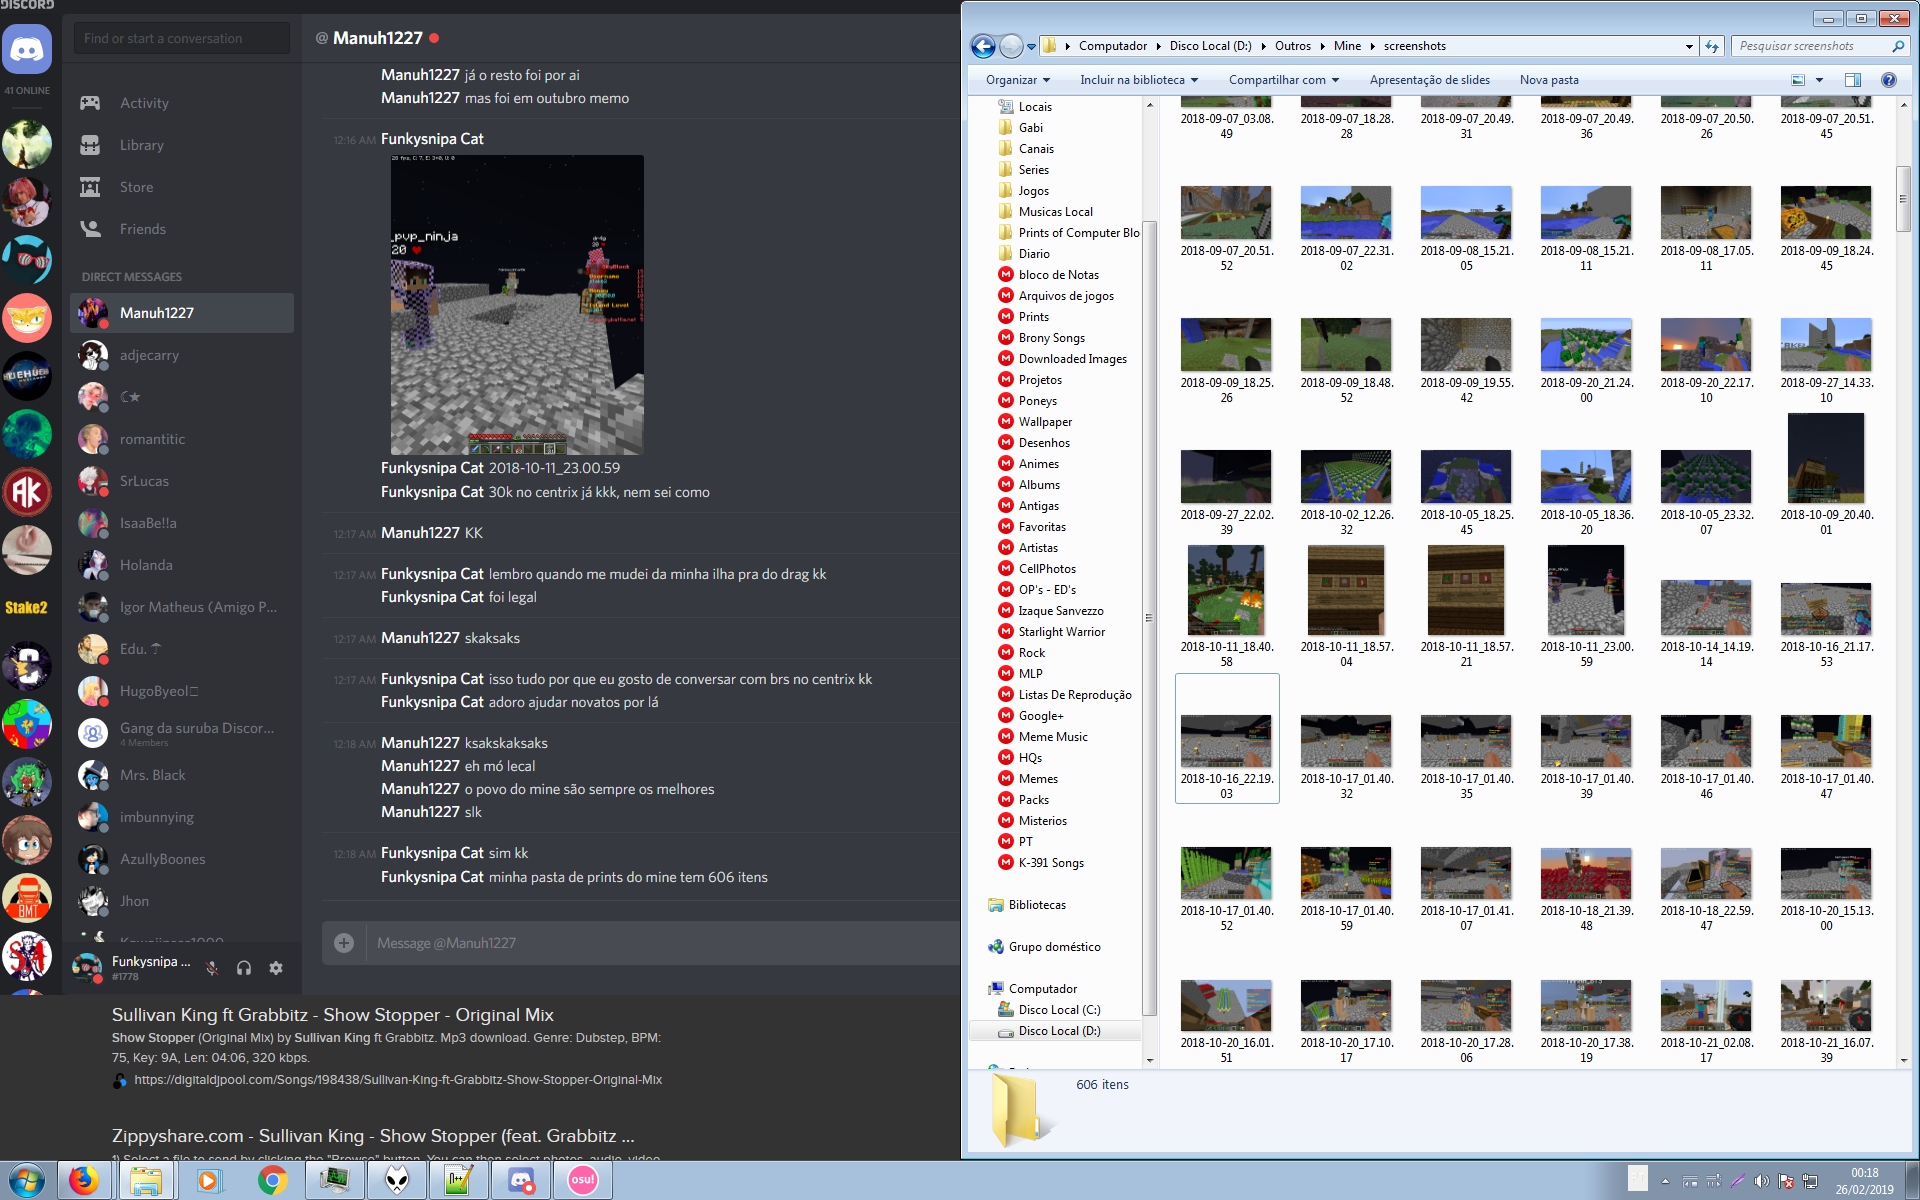 DISCORD
41 ONLINE
Stake2
AK
BMT
Find or start a conversation
Activity
Library
Store
Friends
DIRECT MESSAGES
Manuh1227
adjecarry
☾★
romantitic
SrLucas
IsaaBe!!a
Holanda
Igor Matheus (Amigo P...
Edu. ☂
HugoByeol
Gang da suruba Discor...
4 Members
Mrs. Black
imbunnying
AzullyBoones
Jhon
Funkysnipa ...
#1778
@ Manuh1227
Manuh1227 já o resto foi por ai
Manuh1227 mas foi em outubro memo
12:16 AM Funkysnipa Cat
_pvp_ninja
20
Funkysnipa Cat 2018-10-11_23.00.59
Funkysnipa Cat 30k no centrix já kkk, nem sei como
12:17 AM Manuh1227 KK
12:17 AM Funkysnipa Cat lembro quando me mudei da minha ilha pra do drag kk
Funkysnipa Cat foi legal
12:17 AM Manuh1227 skaksaks
12:17 AM Funkysnipa Cat isso tudo por que eu gosto de conversar com brs no centrix kk
Funkysnipa Cat adoro ajudar novatos por lá
12:18 AM Manuh1227 ksakskaksaks
Manuh1227 eh mó lecal
Manuh1227 o povo do mine são sempre os melhores
Manuh1227 slk
12:18 AM Funkysnipa Cat sim kk
Funkysnipa Cat minha pasta de prints do mine tem 606 itens
Message @Manuh1227
Sullivan King ft Grabbitz - Show Stopper - Original Mix
Show Stopper (Original Mix) by Sullivan King ft Grabbitz. Mp3 download. Genre: Dubstep, BPM:
75, Key: 9A, Len: 04:06, 320 kbps.
https://digitaldjpool.com/Songs/198438/Sullivan-King-ft-Grabbitz-Show-Stopper-Original-Mix
Zippyshare.com - Sullivan King - Show Stopper (feat. Grabbitz ...
1) Select a file to send by clicking the "Browse" button. You can then select photos, audio, video,
Computador Disco Local (D:) Outros Mine screenshots
Pesquisar screenshots
Organizar Incluir na biblioteca Compartilhar com Apresentação de slides Nova pasta
Locais
Gabi
Canais
Series
Jogos
Musicas Local
Prints of Computer Blo
Diario
bloco de Notas
Arquivos de jogos
Prints
Brony Songs
Downloaded Images
Projetos
Poneys
Wallpaper
Desenhos
Animes
Albums
Antigas
Favoritas
Artistas
CellPhotos
OP's - ED's
Izaque Sanvezzo
Starlight Warrior
Rock
MLP
Listas De Reprodução
Google+
Meme Music
HQs
Memes
Packs
Misterios
PT
K-391 Songs
Bibliotecas
Grupo doméstico
Computador
Disco Local (C:)
Disco Local (D:)
2018-09-07_03.08.49
2018-09-07_18.28.28
2018-09-07_20.49.31
2018-09-07_20.49.36
2018-09-07_20.50.26
2018-09-07_20.51.45
2018-09-07_20.51.52
2018-09-07_22.31.02
2018-09-08_15.21.05
2018-09-08_15.21.11
2018-09-08_17.05.11
2018-09-09_18.24.45
2018-09-09_18.25.26
2018-09-09_18.48.52
2018-09-09_19.55.42
2018-09-20_21.24.00
2018-09-20_22.17.10
2018-09-27_14.33.10
2018-09-27_22.02.39
2018-10-02_12.26.32
2018-10-05_18.25.45
2018-10-05_18.36.20
2018-10-05_23.32.07
2018-10-09_20.40.01
2018-10-11_18.40.58
2018-10-11_18.57.04
2018-10-11_18.57.21
2018-10-11_23.00.59
2018-10-14_14.19.14
2018-10-16_21.17.53
2018-10-16_22.19.03
2018-10-17_01.40.32
2018-10-17_01.40.35
2018-10-17_01.40.39
2018-10-17_01.40.46
2018-10-17_01.40.47
2018-10-17_01.40.52
2018-10-17_01.40.59
2018-10-17_01.41.07
2018-10-18_21.39.48
2018-10-18_22.59.47
2018-10-20_15.13.00
2018-10-20_16.01.51
2018-10-20_17.10.17
2018-10-20_17.28.06
2018-10-20_17.38.19
2018-10-21_02.08.17
2018-10-21_16.07.39
606 itens
osu!
00:18
26/02/2019